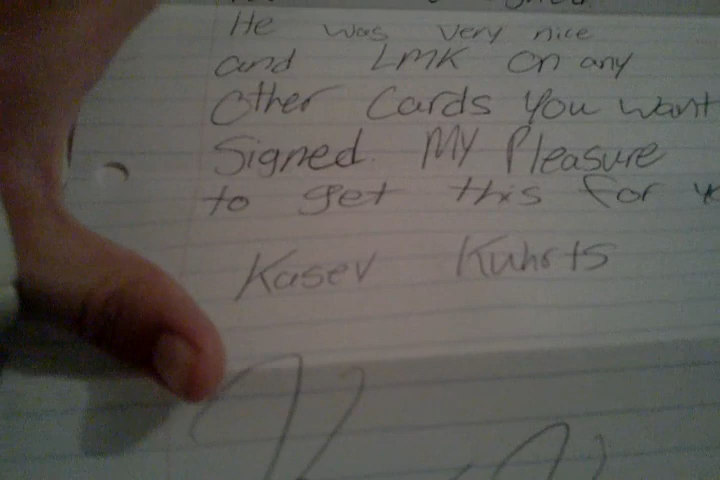 He was very nice
and LMK on any
Other Cards you want
Signed. My Pleasure
to get this for
Kasey Kuhrts